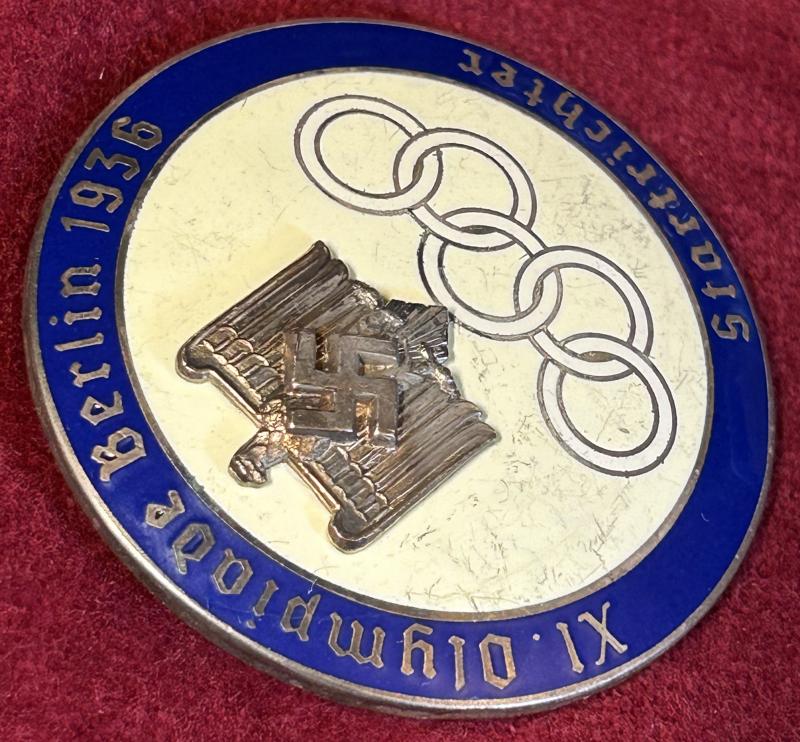 XI. Olympiade Berlin 1936
Startrichter